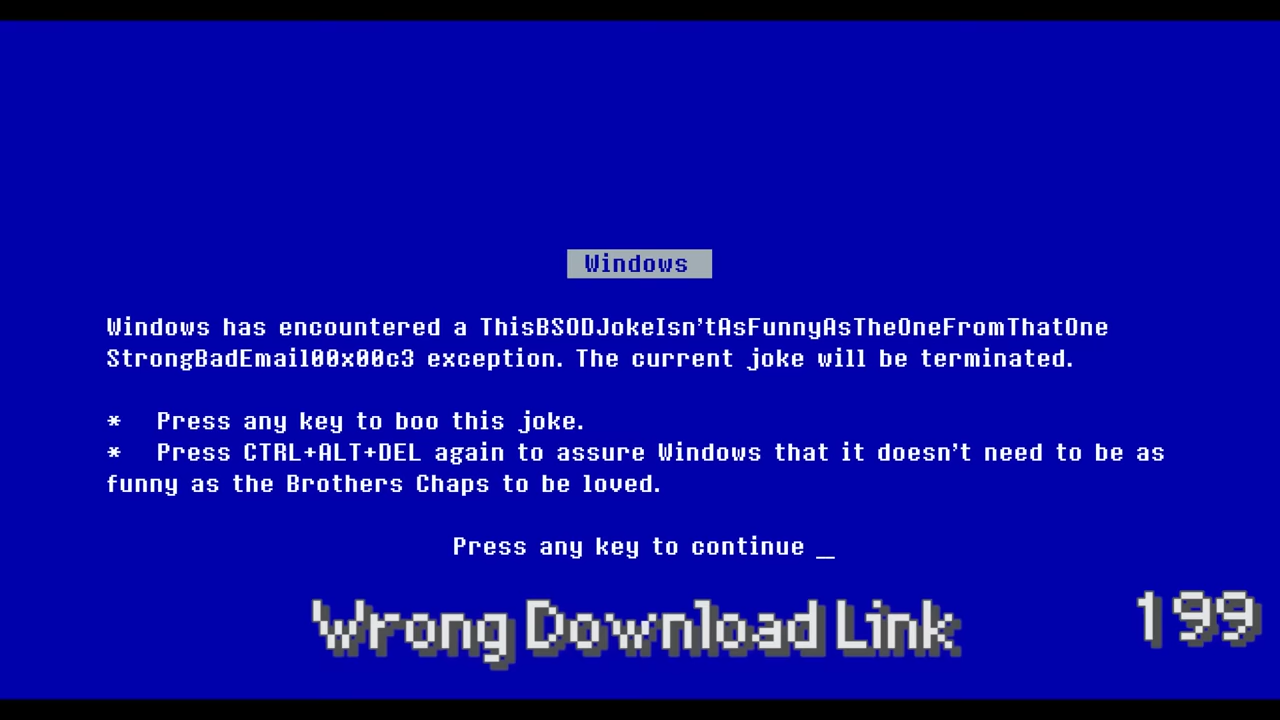 Windows
Windows has encountered a ThisBSODJokeIsn'tAsFunnyAsTheOneFromThatOne
StrongBadEmail00x00c3 exception. The current joke will be terminated.
* Press any key to boo this joke.
* Press CTRL+ALT+DEL again to assure Windows that it doesn't need to be as
funny as the Brothers Chaps to be loved.
Press any key to continue _
Wrong Download Link
199